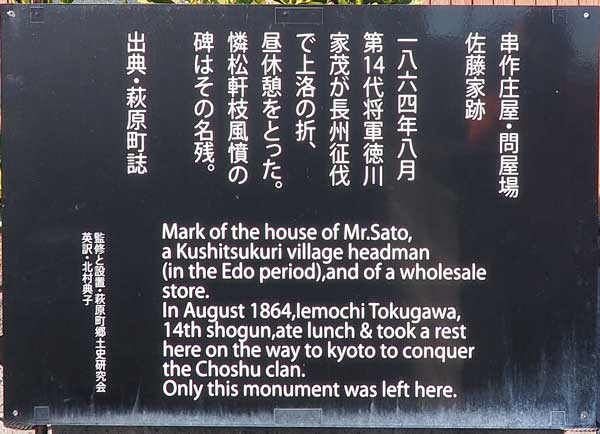 串作庄屋・問屋場
佐藤家跡
一八六四年八月
第14代将軍徳川
家茂が長州征伐
で上洛の折、
昼休憩をとった。
憐松軒枝風憤の
碑はその名残。
出典・萩原町誌
Mark of the house of Mr.Sato,
a Kushitsukuri village headman
(in the Edo period),and of a wholesale
store.
In August 1864,Iemochi Tokugawa,
14th shogun,ate lunch & took a rest
here on the way to kyoto to conquer
the Choshu clan.
Only this monument was left here.
監修と設置・萩原町郷土史研究会
英訳・北村典子